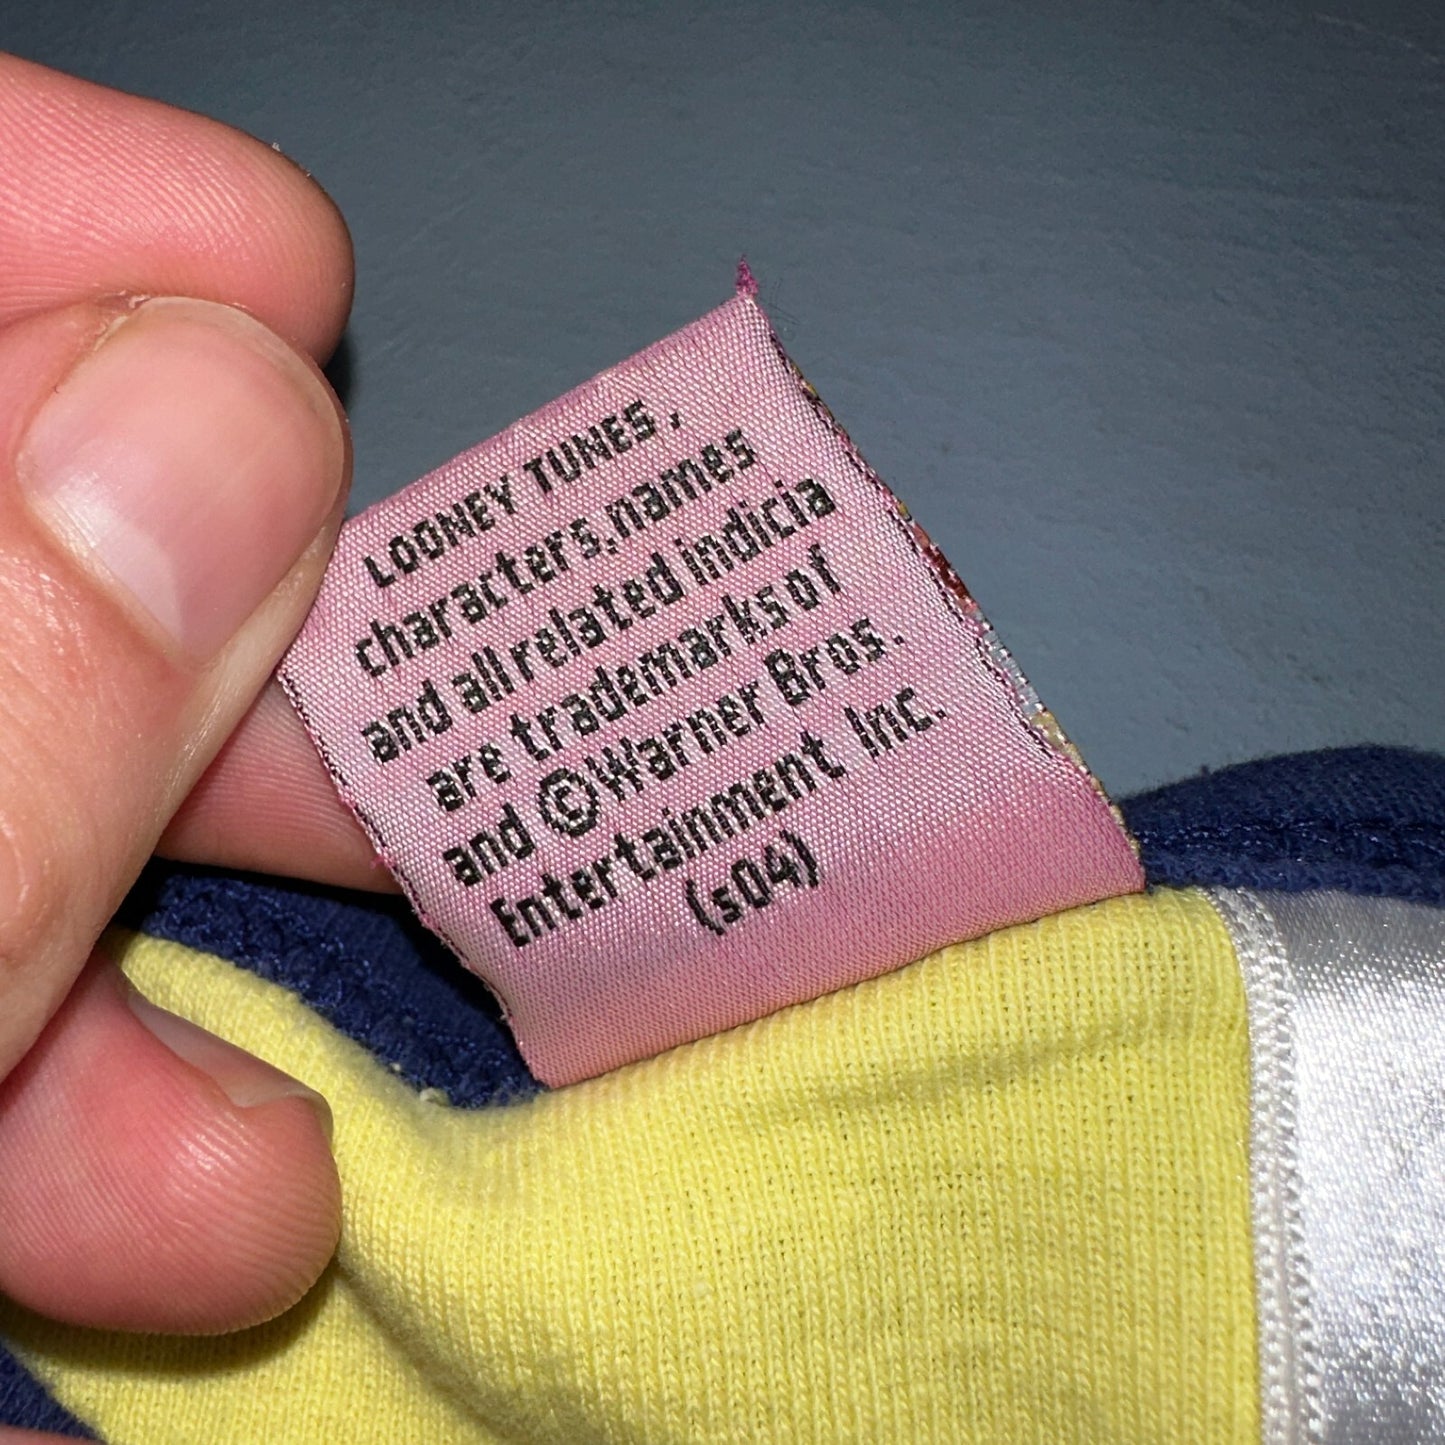 LOONEY TUNES,
characters, names
and all related indicia
are trademarks of
and ©Warner Bros.
Entertainment Inc.
(s04)